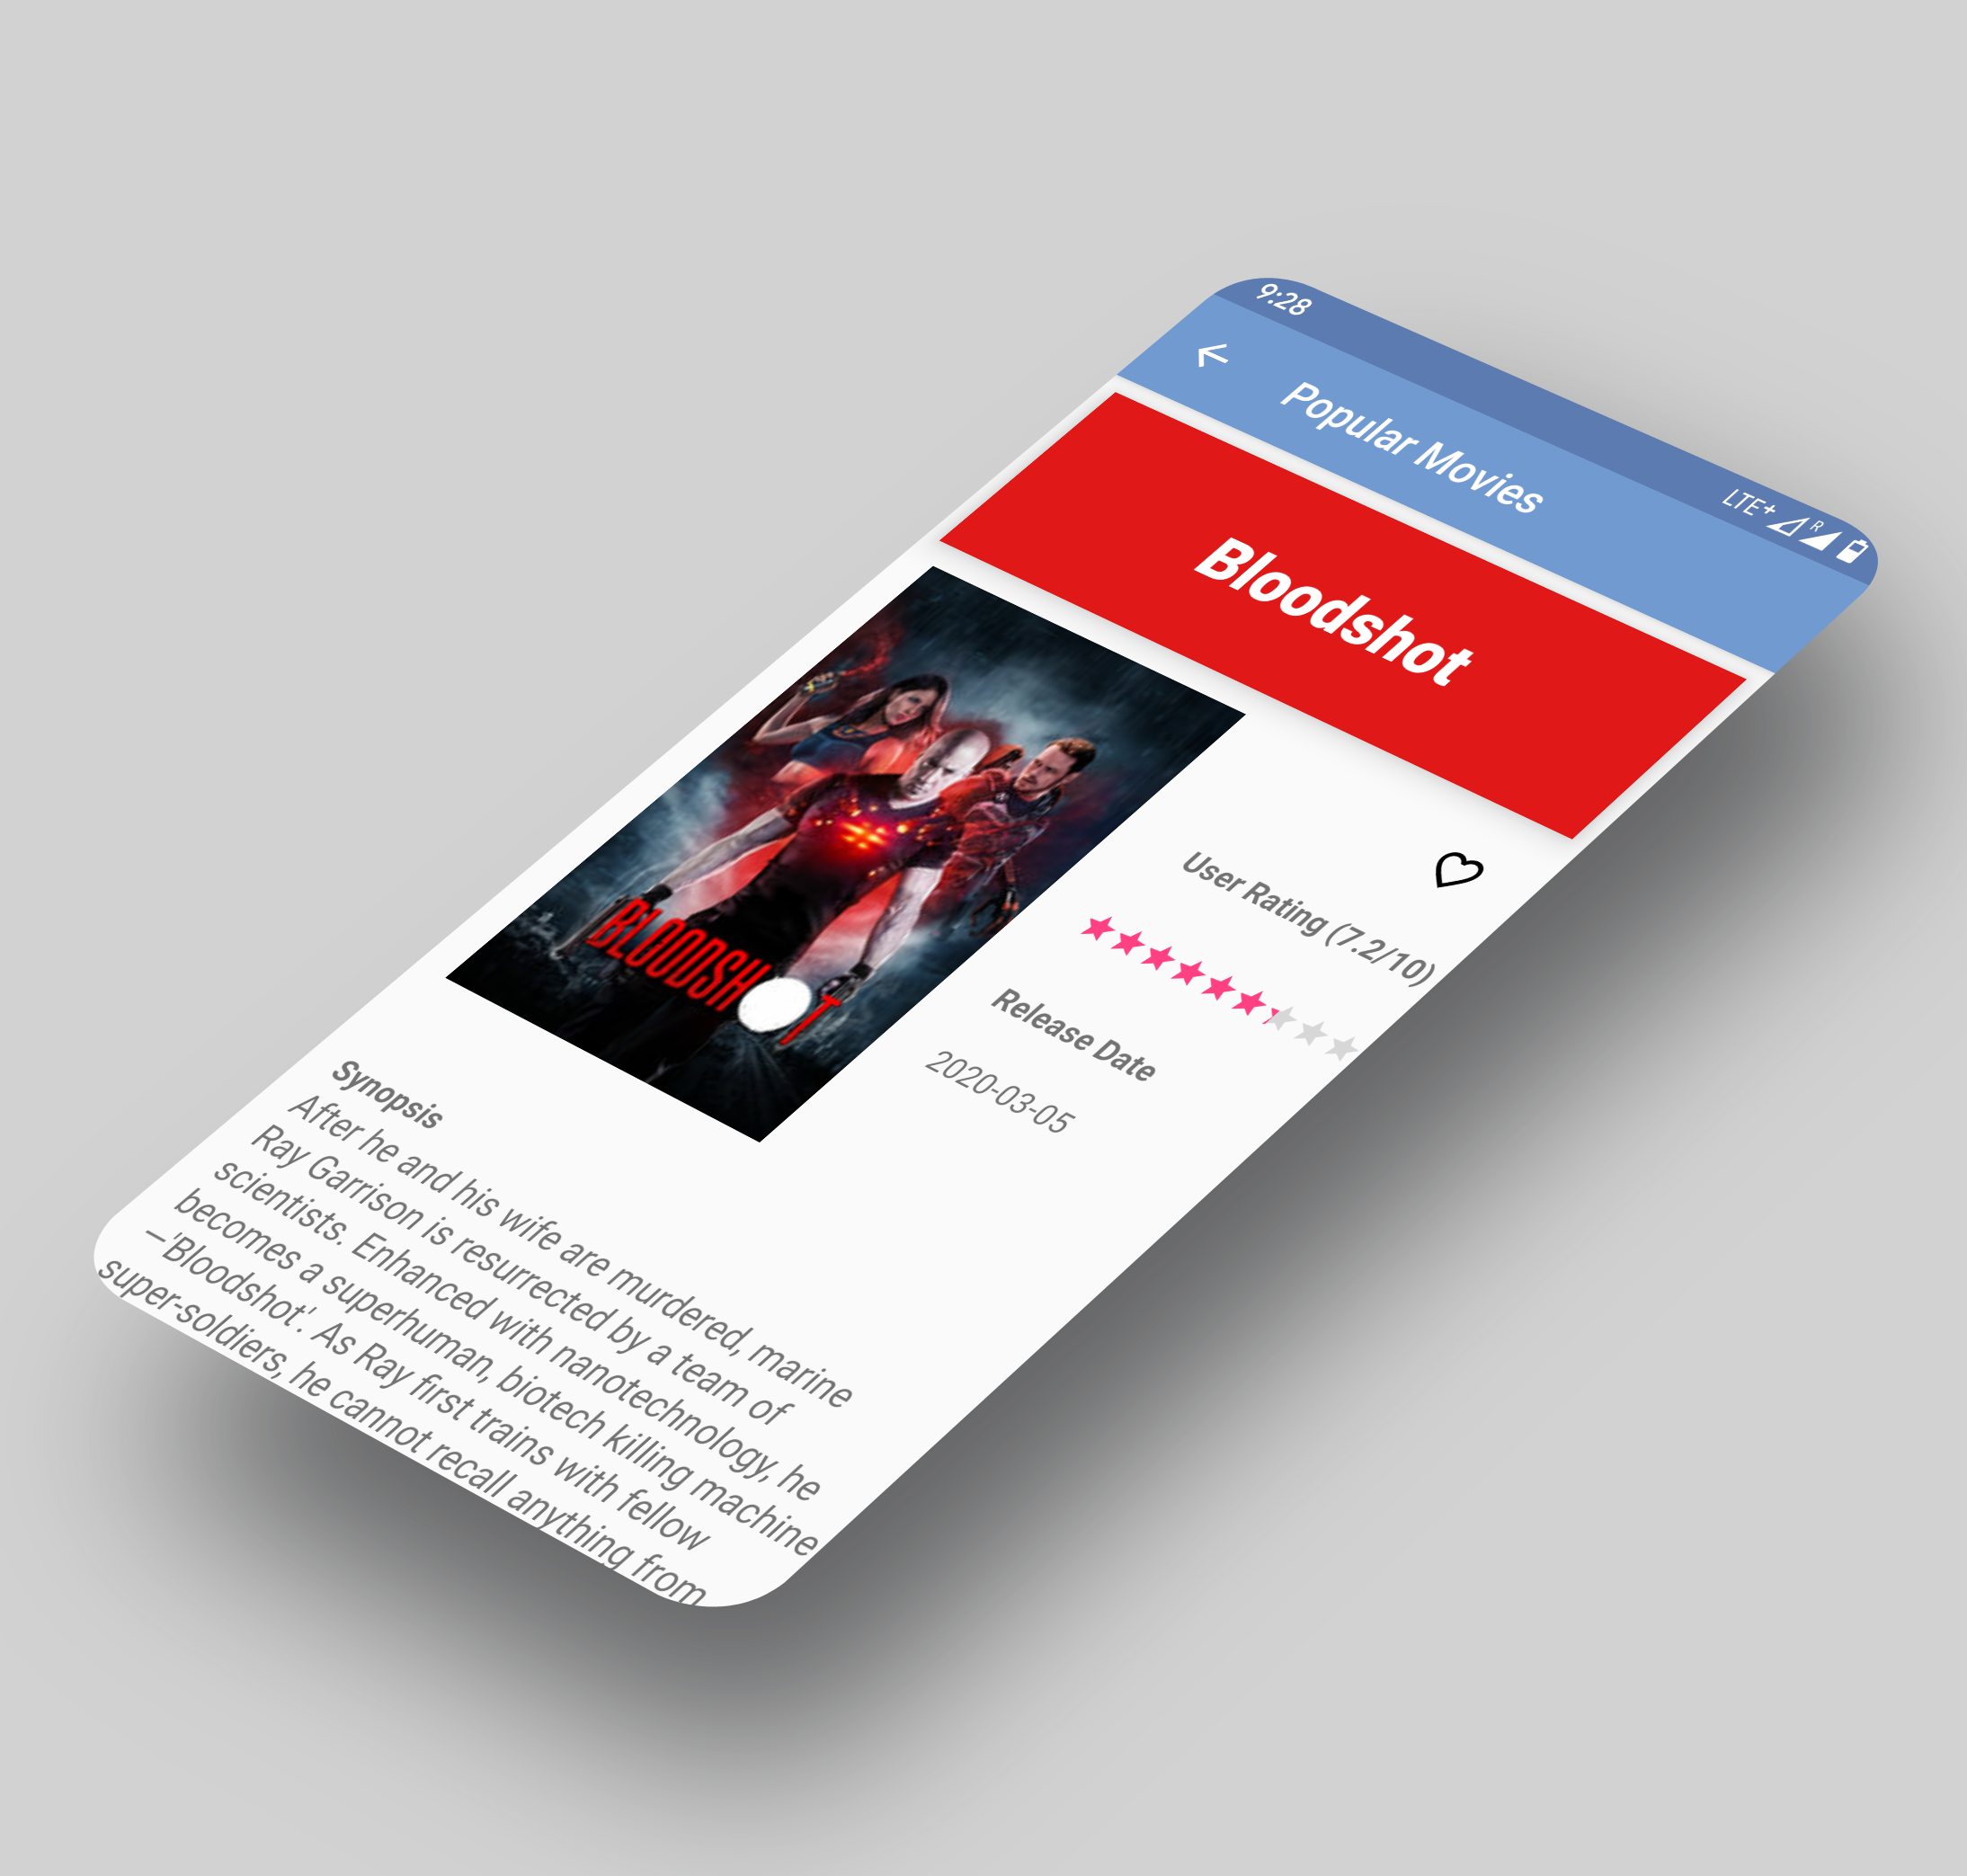 9:28
LTE+ R
Popular Movies
Bloodshot
BLOODSH T
User Rating (7.2/10)
Release Date
2020-03-05
Synopsis
After he and his wife are murdered, marine
Ray Garrison is resurrected by a team of
scientists. Enhanced with nanotechnology, he
becomes a superhuman, biotech killing machine
—'Bloodshot'. As Ray first trains with fellow
super-soldiers, he cannot recall anything from